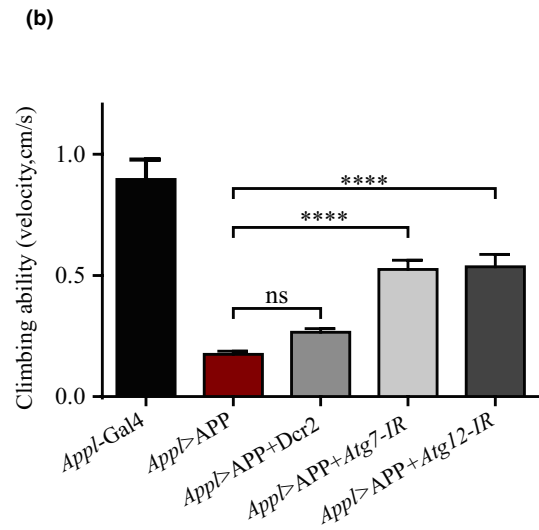 (b)
Climbing ability (velocity,cm/s)
1.0
0.5
0.0
****
****
ns
Appl-Gal4
Appl>APP
Appl>APP+Dcr2
Appl>APP+Atg7-IR
Appl>APP+Atg12-IR